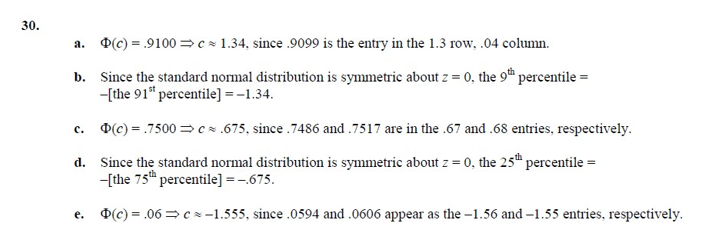 30.
a. Φ(c) = .9100 ⇒ c ≈ 1.34, since .9099 is the entry in the 1.3 row, .04 column.
b. Since the standard normal distribution is symmetric about z = 0, the 9th percentile =
–[the 91st percentile] = –1.34.
c. Φ(c) = .7500 ⇒ c ≈ .675, since .7486 and .7517 are in the .67 and .68 entries, respectively.
d. Since the standard normal distribution is symmetric about z = 0, the 25th percentile =
–[the 75th percentile] = –.675.
e. Φ(c) = .06 ⇒ c ≈ –1.555, since .0594 and .0606 appear as the –1.56 and –1.55 entries, respectively.